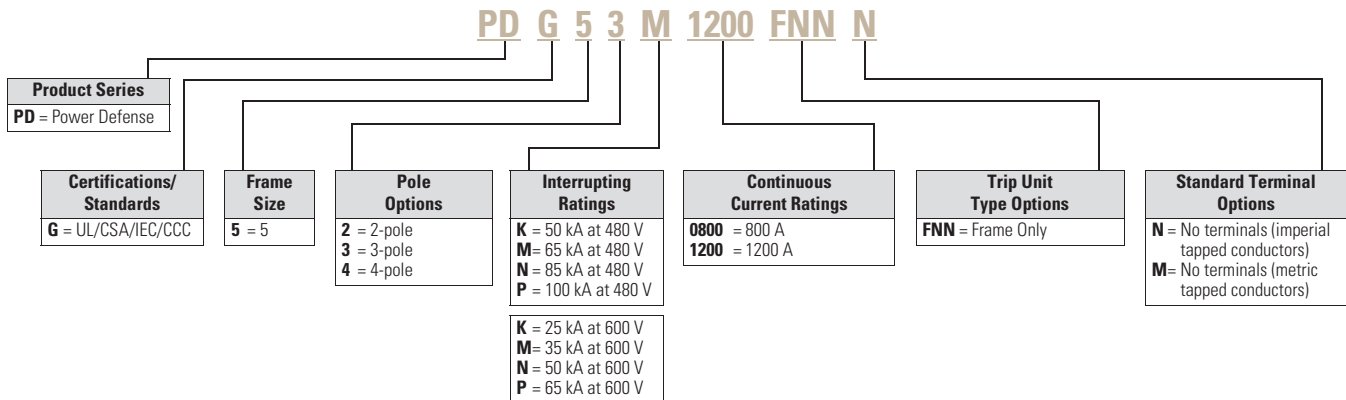 PD G 5 3 M 1200 FNN N
Product Series
PD = Power Defense
Certifications/
Standards
G = UL/CSA/IEC/CCC
Frame
Size
5 = 5
Pole
Options
2 = 2-pole
3 = 3-pole
4 = 4-pole
Interrupting
Ratings
K = 50 kA at 480 V
M= 65 kA at 480 V
N = 85 kA at 480 V
P = 100 kA at 480 V
K = 25 kA at 600 V
M= 35 kA at 600 V
N = 50 kA at 600 V
P = 65 kA at 600 V
Continuous
Current Ratings
0800 = 800 A
1200 = 1200 A
Trip Unit
Type Options
FNN = Frame Only
Standard Terminal
Options
N = No terminals (imperial
tapped conductors)
M= No terminals (metric
tapped conductors)